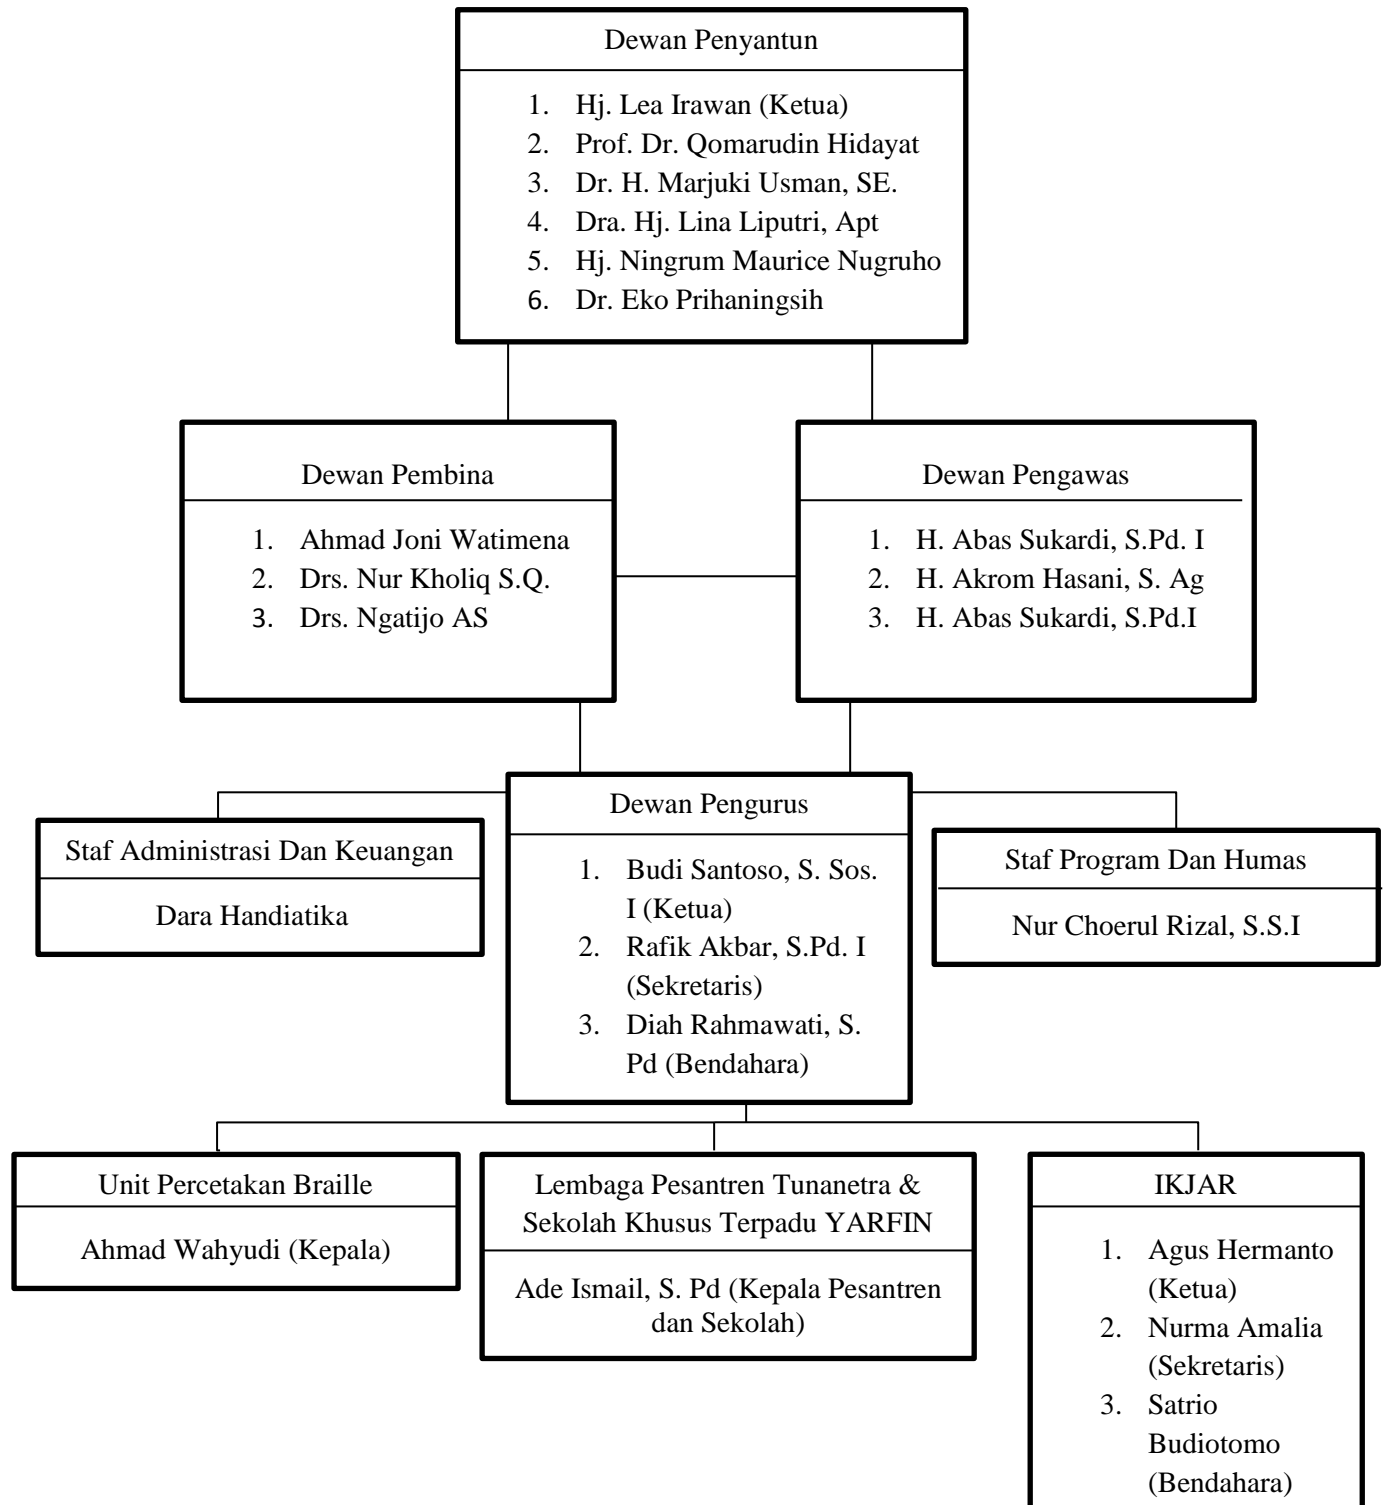 Dewan Penyantun
1. Hj. Lea Irawan (Ketua)
2. Prof. Dr. Qomarudin Hidayat
3. Dr. H. Marjuki Usman, SE.
4. Dra. Hj. Lina Liputri, Apt
5. Hj. Ningrum Maurice Nugruho
6. Dr. Eko Prihaningsih
Dewan Pembina
1. Ahmad Joni Watimena
2. Drs. Nur Kholiq S.Q.
3. Drs. Ngatijo AS
Dewan Pengawas
1. H. Abas Sukardi, S.Pd. I
2. H. Akrom Hasani, S. Ag
3. H. Abas Sukardi, S.Pd.I
Staf Administrasi Dan Keuangan
Dara Handiatika
Dewan Pengurus
1. Budi Santoso, S. Sos.
I (Ketua)
2. Rafik Akbar, S.Pd. I
(Sekretaris)
3. Diah Rahmawati, S.
Pd (Bendahara)
Staf Program Dan Humas
Nur Choerul Rizal, S.S.I
Unit Percetakan Braille
Ahmad Wahyudi (Kepala)
Lembaga Pesantren Tunanetra &
Sekolah Khusus Terpadu YARFIN
Ade Ismail, S. Pd (Kepala Pesantren
dan Sekolah)
IKJAR
1. Agus Hermanto
(Ketua)
2. Nurma Amalia
(Sekretaris)
3. Satrio
Budiotomo
(Bendahara)